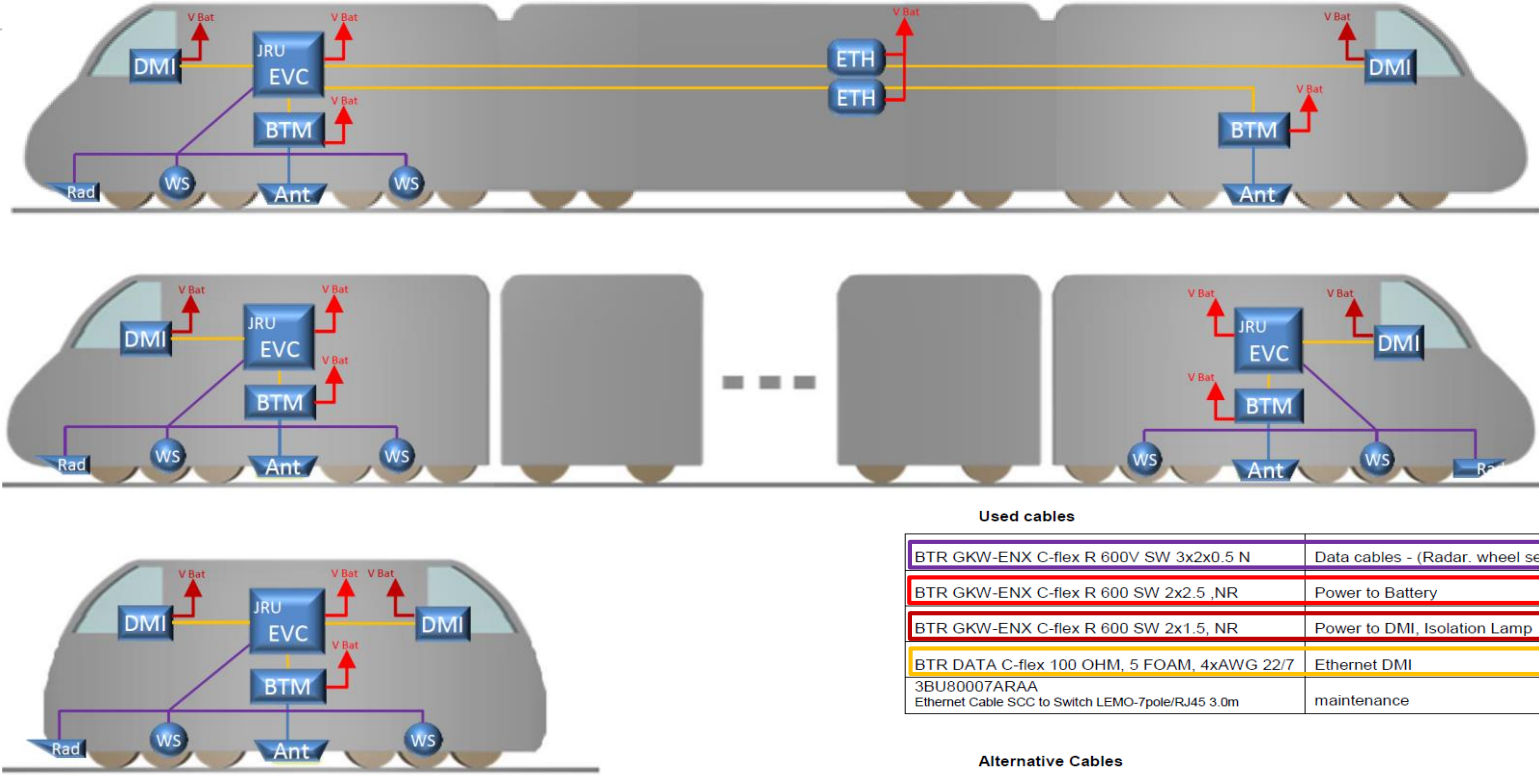 V Bat
V Bat
V Bat
V Bat
JRU
EVC
DMI
ETH
DMI
ETH
V Bat
V Bat
BTM
BTM
Rad
WS
Ant
WS
Ant
V Bat
V Bat
V Bat
V Bat
JRU
EVC
DMI
JRU
EVC
DMI
V Bat
V Bat
BTM
BTM
Rad
WS
Ant
WS
WS
Ant
WS
Used cables
BTR GKW-ENX C-flex R 600V SW 3x2x0.5 N Data cables - (Radar. wheel se
BTR GKW-ENX C-flex R 600 SW 2x2.5 ,NR Power to Battery
BTR GKW-ENX C-flex R 600 SW 2x1.5, NR Power to DMI, Isolation Lamp
BTR DATA C-flex 100 OHM, 5 FOAM, 4xAWG 22/7 Ethernet DMI
3BU80007ARAA
Ethernet Cable SCC to Switch LEMO-7pole/RJ45 3.0m maintenance
Alternative Cables
V Bat
V Bat
V Bat
JRU
EVC
DMI
DMI
V Bat
BTM
Rad
WS
Ant
WS